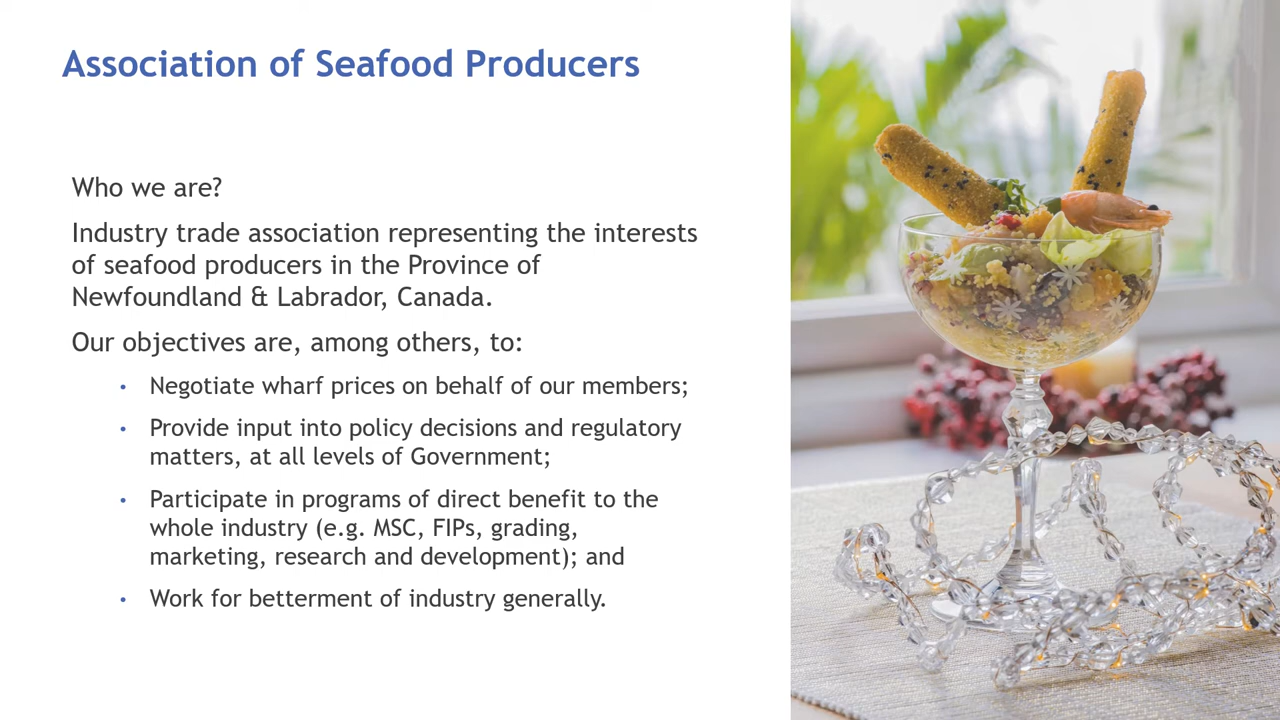 Association of Seafood Producers
Who we are?
Industry trade association representing the interests
of seafood producers in the Province of
Newfoundland & Labrador, Canada.
Our objectives are, among others, to:
• Negotiate wharf prices on behalf of our members;
• Provide input into policy decisions and regulatory
matters, at all levels of Government;
• Participate in programs of direct benefit to the
whole industry (e.g. MSC, FIPs, grading,
marketing, research and development); and
• Work for betterment of industry generally.